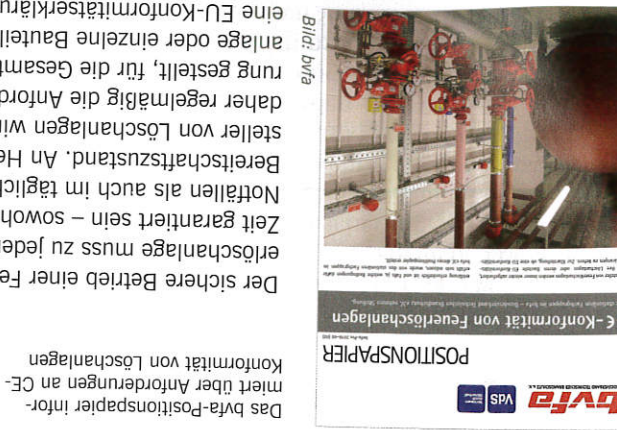 bvfa
VdS
POSITIONSPAPIER
-Konformität von Feuerlöschanlagen
Bild: bvfa
Das bvfa-Positionspapier infor-
miert über Anforderungen an CE-
Konformität von Löschanlagen
Der sichere Betrieb einer Fe
erlöschanlage muss zu jeder
Zeit garantiert sein – sowoh
Notfällen als auch im täglich
Bereitschaftszustand. An He
steller von Löschanlagen wi
daher regelmäßig die Anford
rung gestellt, für die Gesamt
anlage oder einzelne Bauteil
eine EU-Konformitätserkläru